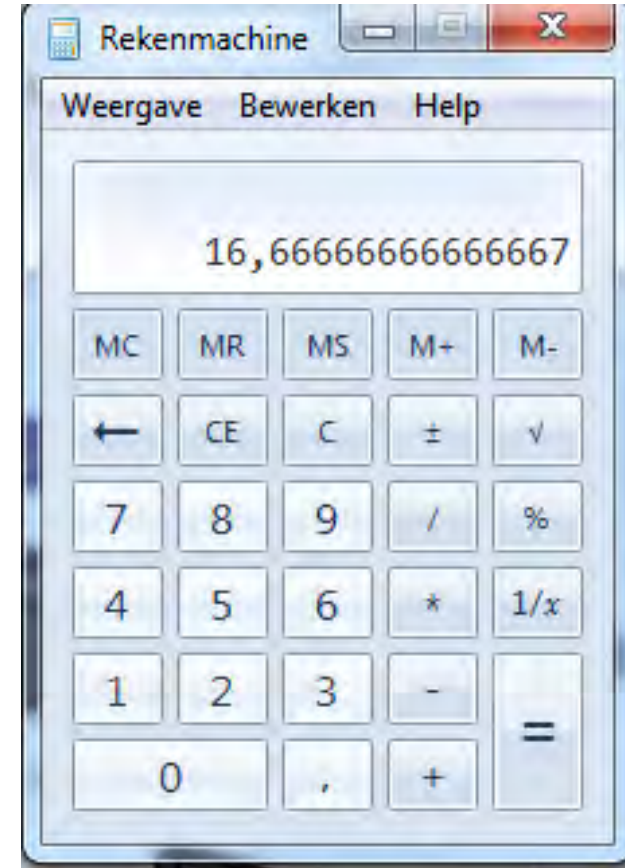 Rekenmachine
Weergave Bewerken Help
16,66666666666667
MC MR MS M+ M-
← CE C ± √
7 8 9 / %
4 5 6 * 1/x
1 2 3 - =
0 , +